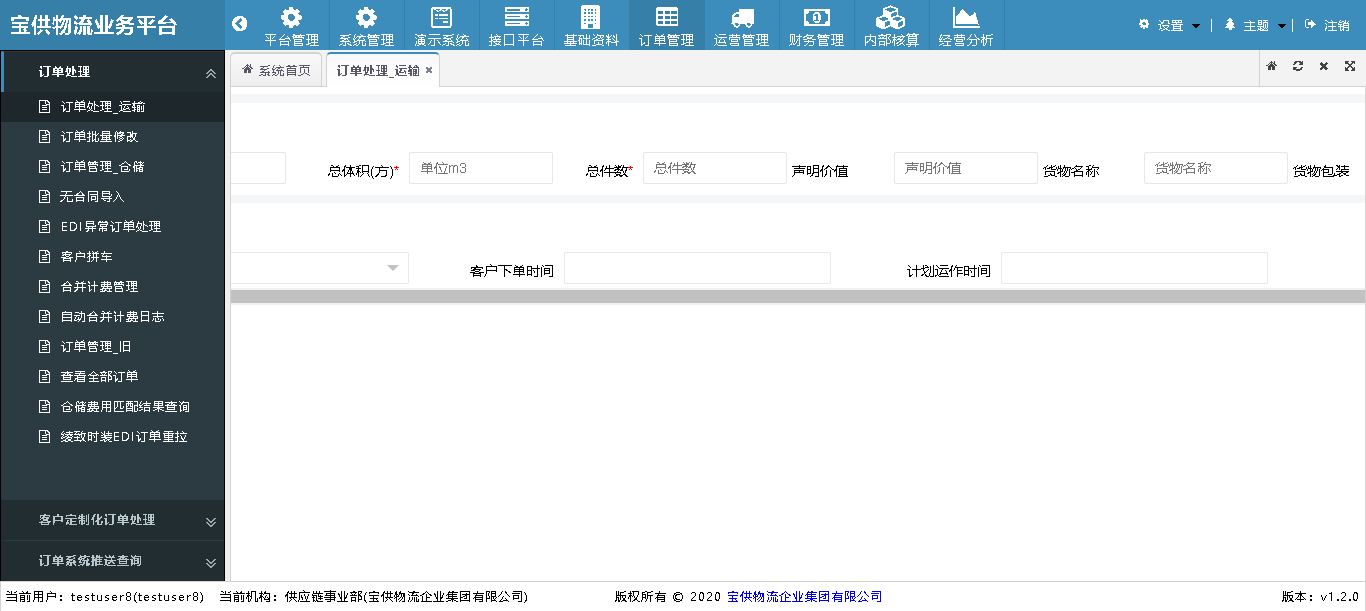 宝供物流业务平台
平台管理 系统管理 演示系统 接口平台 基础资料 订单管理 运营管理 财务管理 内部核算 经营分析
设置 | 主题 | 注销
订单处理
订单处理_运输
订单批量修改
订单管理_仓储
无合同导入
EDI异常订单处理
客户拼车
合并计费管理
自动合并计费日志
订单管理_旧
查看全部订单
仓储费用匹配结果查询
绫致时装EDI订单重拉
客户定制化订单处理
订单系统推送查询
系统首页 订单处理_运输 ×
总体积(方)* 单位m3 总件数* 总件数 声明价值 声明价值 货物名称 货物名称 货物包装
客户下单时间 计划运作时间
当前用户：testuser8(testuser8) 当前机构：供应链事业部(宝供物流企业集团有限公司) 版权所有 © 2020 宝供物流企业集团有限公司 版本：v1.2.0